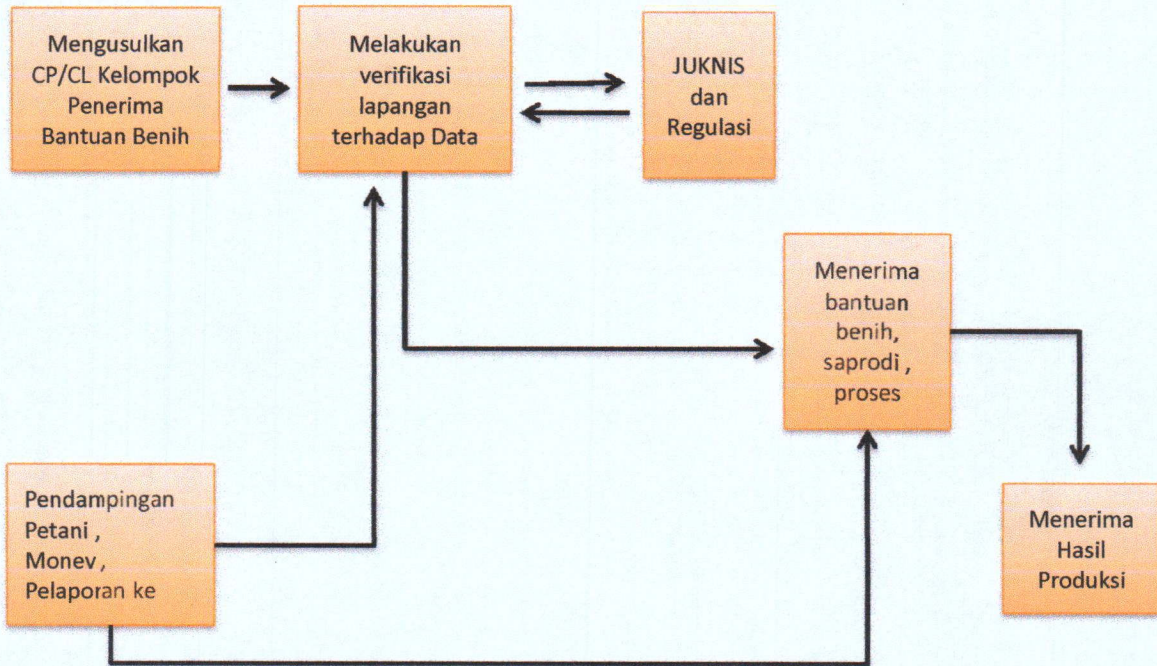 Mengusulkan
CP/CL Kelompok
Penerima
Bantuan Benih
Melakukan
verifikasi
lapangan
terhadap Data
JUKNIS
dan
Regulasi
Menerima
bantuan
benih,
saprodi ,
proses
Pendampingan
Petani ,
Monev ,
Pelaporan ke
Menerima
Hasil
Produksi